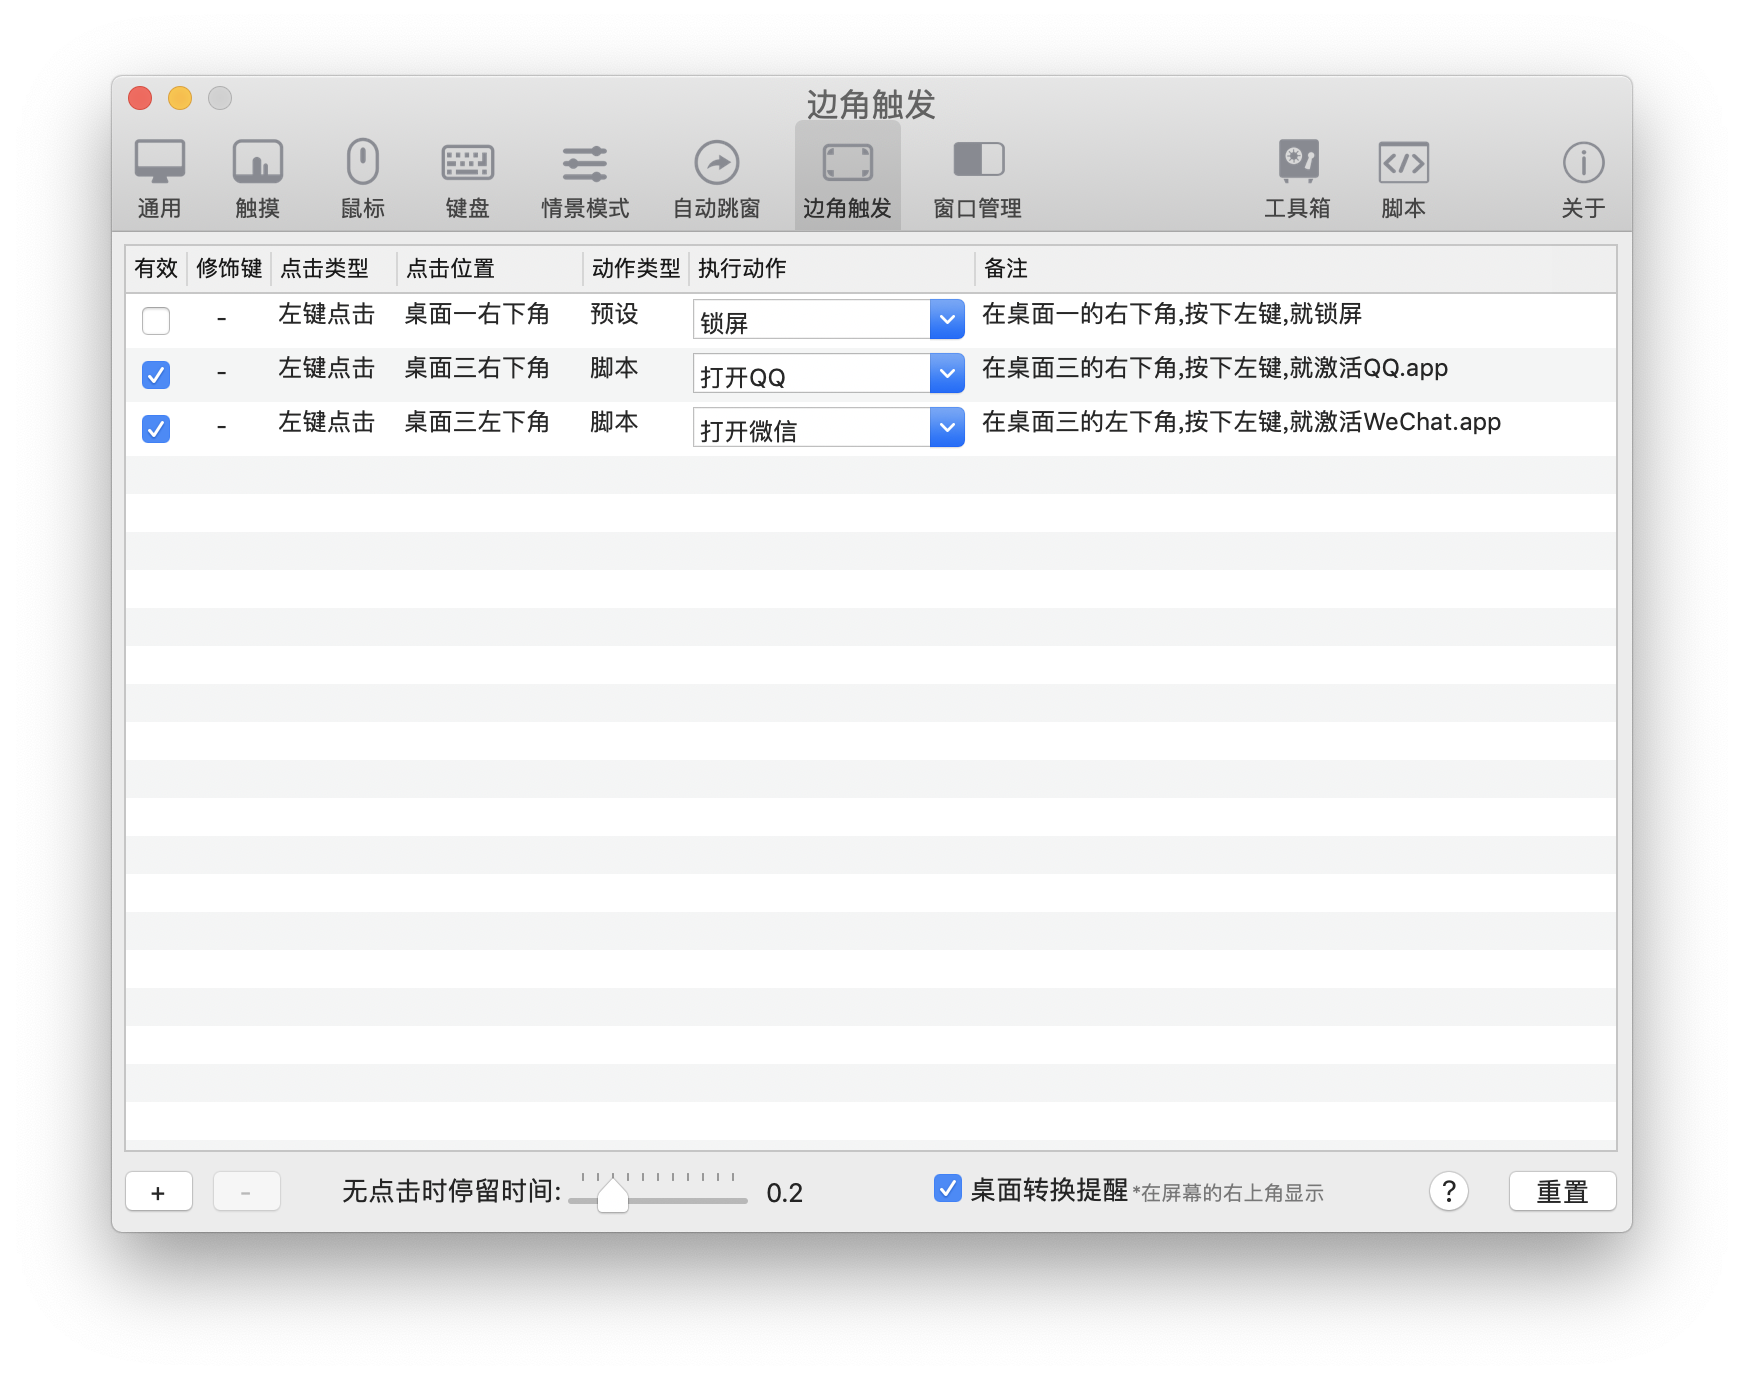 边角触发
通用 触摸 鼠标 键盘 情景模式 自动跳窗 边角触发 窗口管理 工具箱 脚本 关于
有效 修饰键 点击类型 点击位置 动作类型 执行动作 备注
- 左键点击 桌面一右下角 预设 锁屏 在桌面一的右下角,按下左键,就锁屏
- 左键点击 桌面三右下角 脚本 打开QQ 在桌面三的右下角,按下左键,就激活QQ.app
- 左键点击 桌面三左下角 脚本 打开微信 在桌面三的左下角,按下左键,就激活WeChat.app
+ - 无点击时停留时间: 0.2 桌面转换提醒 *在屏幕的右上角显示 ? 重置